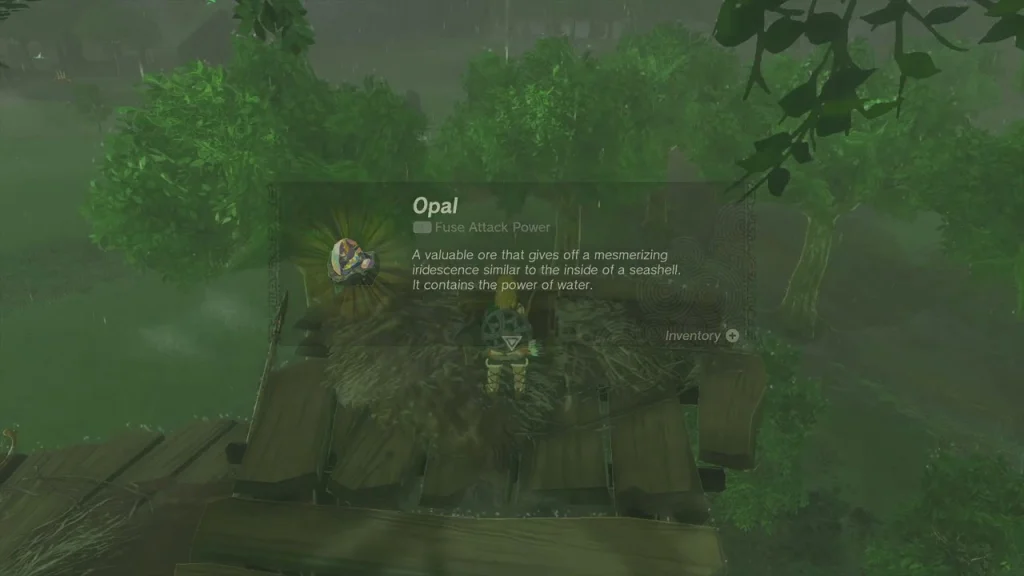 Opal
Fuse Attack Power
A valuable ore that gives off a mesmerizing
iridescence similar to the inside of a seashell.
It contains the power of water.
Inventory